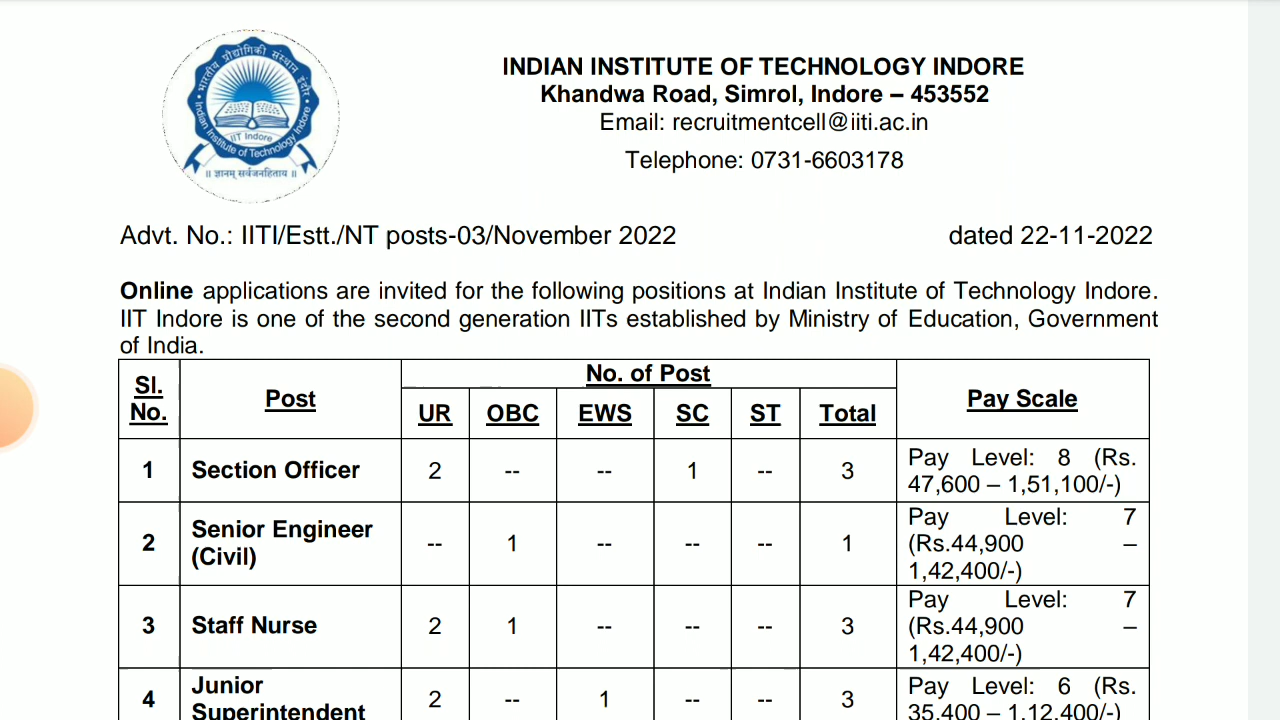 भारतीय प्रौद्योगिकी संस्थान इंदौर
IIT Indore
Indian Institute of Technology Indore
॥ ज्ञानम् सर्वजनहिताय ॥
INDIAN INSTITUTE OF TECHNOLOGY INDORE
Khandwa Road, Simrol, Indore – 453552
Email: recruitmentcell@iiti.ac.in
Telephone: 0731-6603178
Advt. No.: IITI/Estt./NT posts-03/November 2022 dated 22-11-2022
Online applications are invited for the following positions at Indian Institute of Technology Indore.
IIT Indore is one of the second generation IITs established by Ministry of Education, Government
of India.
Sl. No. Post No. of Post Pay Scale
UR OBC EWS SC ST Total
1 Section Officer 2 -- -- 1 -- 3 Pay Level: 8 (Rs.
47,600 – 1,51,100/-)
2 Senior Engineer (Civil) -- 1 -- -- -- 1 Pay Level: 7
(Rs.44,900 –
1,42,400/-)
3 Staff Nurse 2 1 -- -- -- 3 Pay Level: 7
(Rs.44,900 –
1,42,400/-)
4 Junior Superintendent 2 -- 1 -- -- 3 Pay Level: 6 (Rs.
35,400 – 1,12,400/-)